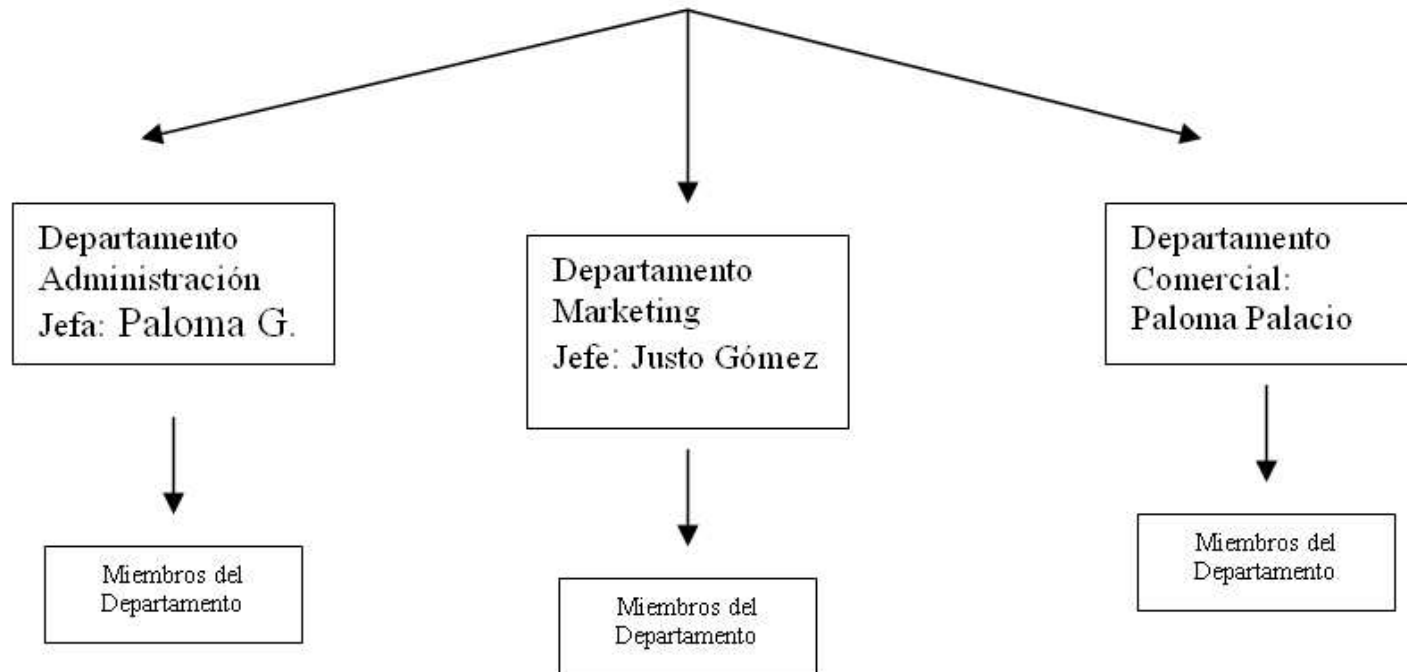 Departamento
Administración
Jefa: Paloma G.
Departamento
Marketing
Jefe: Justo Gómez
Departamento
Comercial:
Paloma Palacio
Miembros del
Departamento
Miembros del
Departamento
Miembros del
Departamento